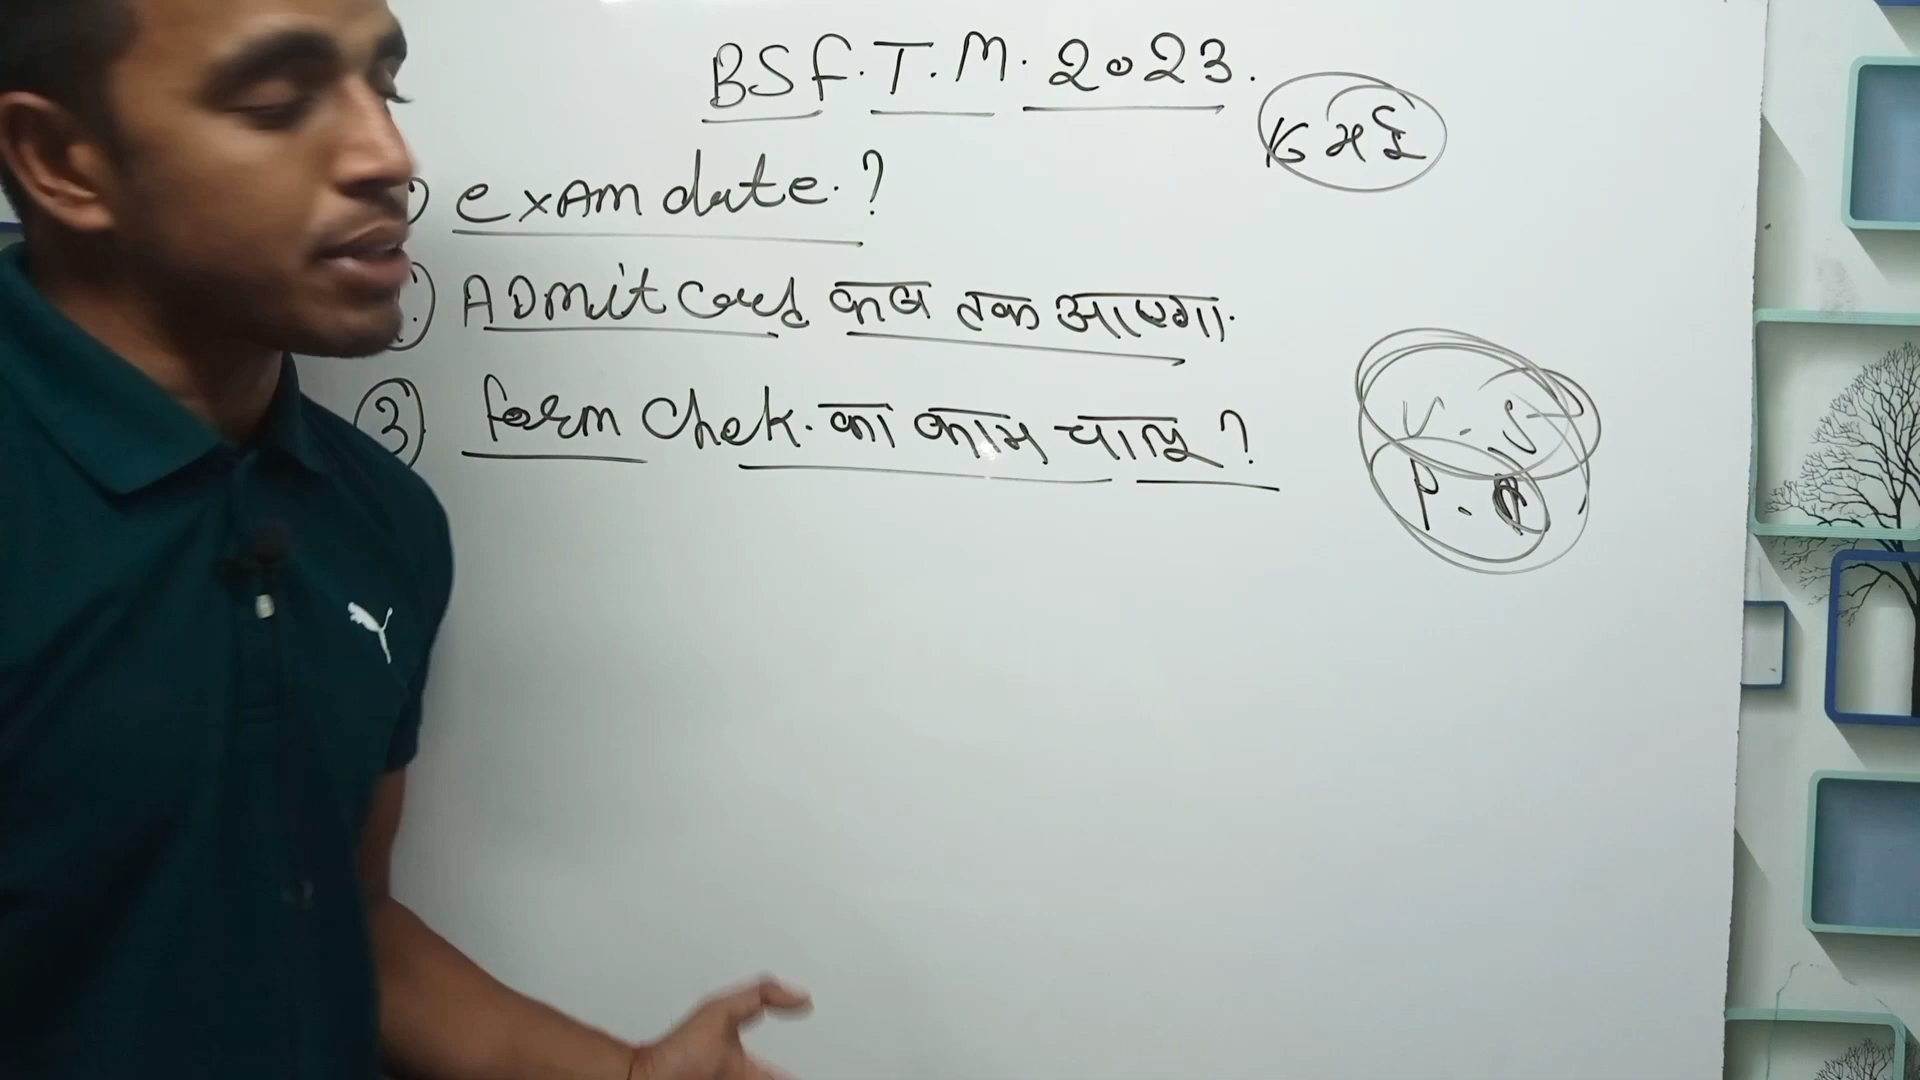 BSF.T.M.2023.
16 मई
) exam date.?
.) Admit Card कब तक आएगा.
③ form Chek. का काम चालू?
V.S
P.